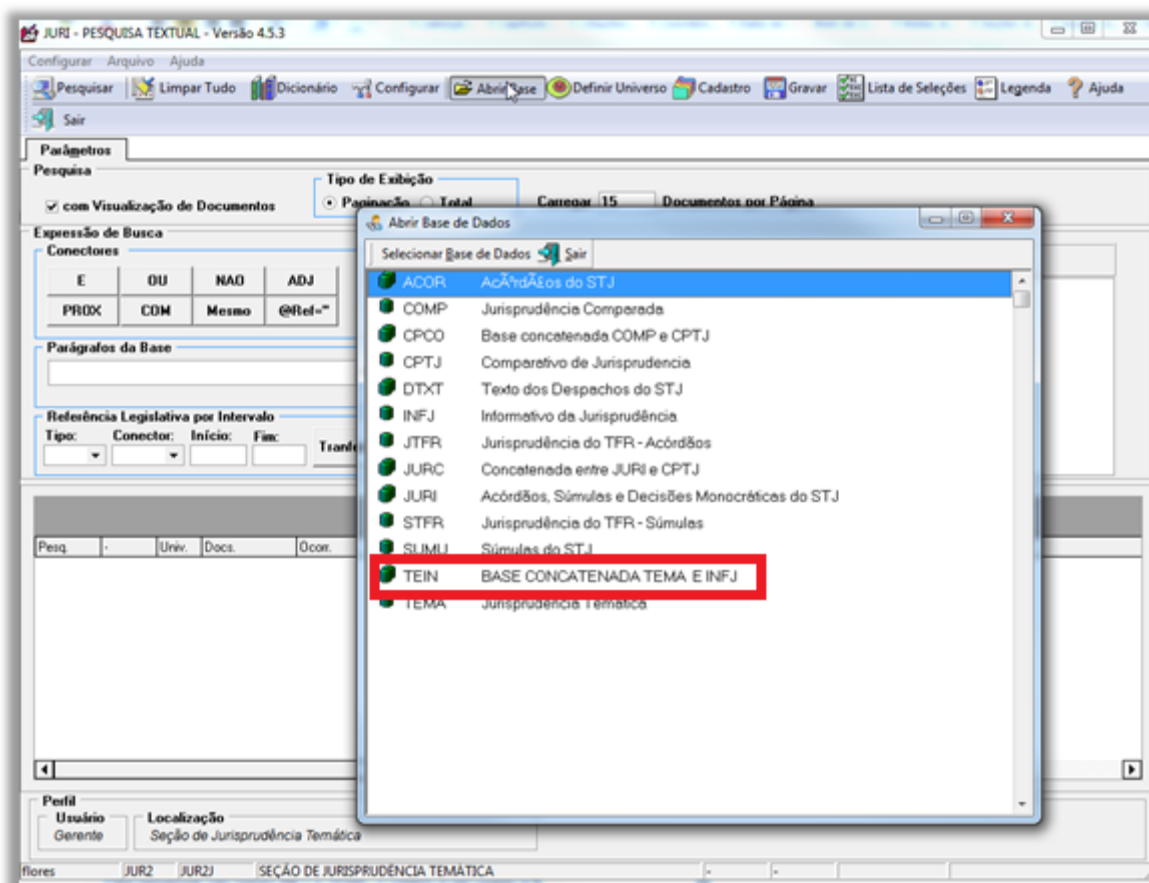 JURI - PESQUISA TEXTUAL - Versão 4.5.3
Configurar Arquivo Ajuda
Pesquisar Limpar Tudo Dicionário Configurar Abrir Base Definir Universo Cadastro Gravar Lista de Seleções Legenda Ajuda
Sair
Parâmetros
Pesquisa
Tipo de Exibição
com Visualização de Documentos Paginação Total Carregar 15 Documentos por Página
Expressão de Busca
Conectores
E OU NAO ADJ
PROX COM Mesmo @Ref="
Parágrafos da Base
Referência Legislativa por Intervalo
Tipo: Conector: Início: Fim:
Pesq. - Univ. Docs. Ocorr.
Abrir Base de Dados
Selecionar Base de Dados Sair
ACOR AcÃ³rdÃ£os do STJ
COMP Jurisprudência Comparada
CPCO Base concatenada COMP e CPTJ
CPTJ Comparativo de Jurisprudencia
DTXT Texto dos Despachos do STJ
INFJ Informativo da Jurisprudência
JTFR Jurisprudência do TFR - Acórdãos
JURC Concatenada entre JURI e CPTJ
JURI Acórdãos, Súmulas e Decisões Monocráticas do STJ
STFR Jurisprudência do TFR - Súmulas
SUMU Súmulas do STJ
TEIN BASE CONCATENADA TEMA E INFJ
TEMA Jurisprudência Temática
Perfil
Usuário Localização
Gerente Seção de Jurisprudência Temática
flores JUR2 JUR2J SEÇÃO DE JURISPRUDÊNCIA TEMÁTICA - -